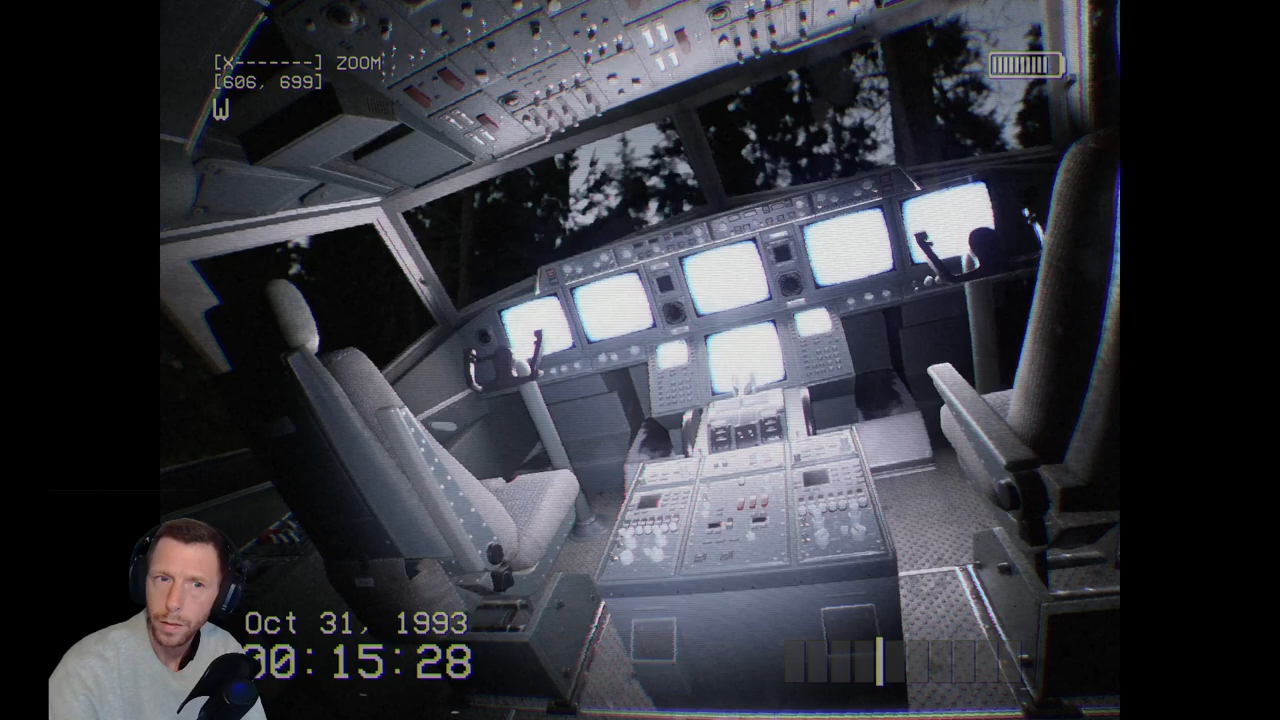 [X-------] ZOOM
[606, 699]
W
Oct 31, 1993
00:15:28